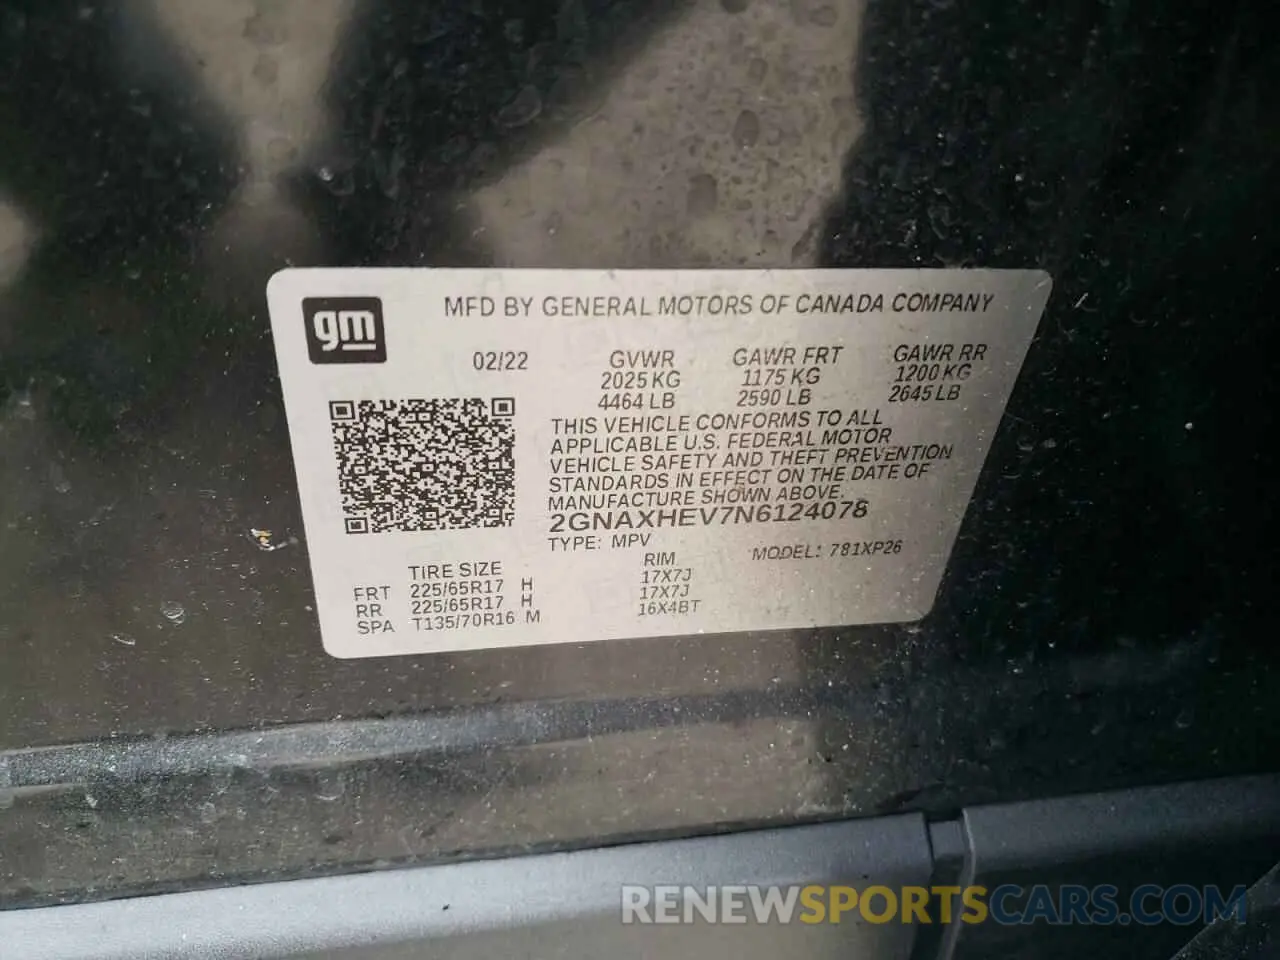 gm
MFD BY GENERAL MOTORS OF CANADA COMPANY
02/22 GVWR GAWR FRT GAWR RR
2025 KG 1175 KG 1200 KG
4464 LB 2590 LB 2645 LB
THIS VEHICLE CONFORMS TO ALL
APPLICABLE U.S. FEDERAL MOTOR
VEHICLE SAFETY AND THEFT PREVENTION
STANDARDS IN EFFECT ON THE DATE OF
MANUFACTURE SHOWN ABOVE.
2GNAXHEV7N6124078
TYPE: MPV MODEL: 781XP26
TIRE SIZE RIM
FRT 225/65R17 H 17X7J
RR 225/65R17 H 17X7J
SPA T135/70R16 M 16X4BT
RENEWSPORTSCARS.COM